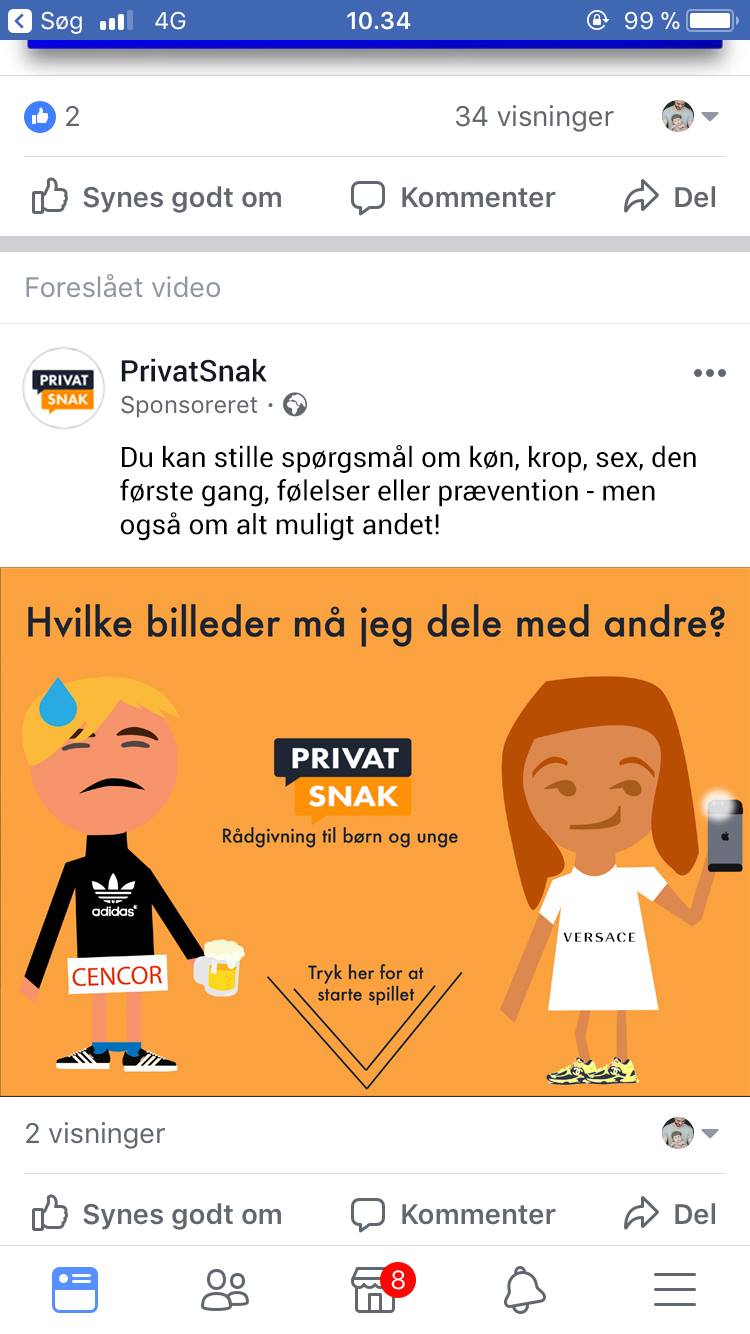 Søg 4G 10.34 99 %
2 34 visninger
Synes godt om Kommenter Del
Foreslået video
PRIVAT
SNAK
PrivatSnak
Sponsoreret ·
Du kan stille spørgsmål om køn, krop, sex, den
første gang, følelser eller prævention - men
også om alt muligt andet!
Hvilke billeder må jeg dele med andre?
PRIVAT
SNAK
Rådgivning til børn og unge
adidas
VERSACE
CENCOR
Tryk her for at
starte spillet
2 visninger
Synes godt om Kommenter Del
8